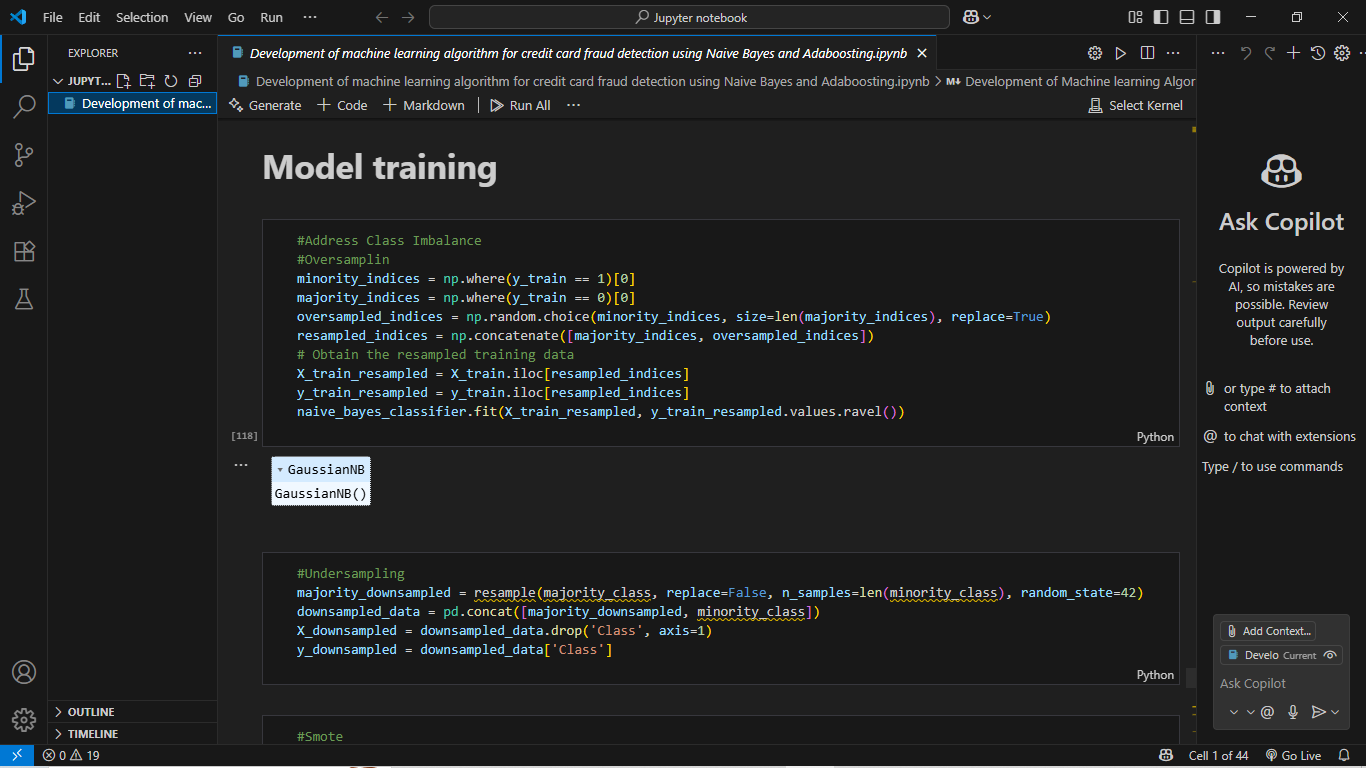 File Edit Selection View Go Run ··· Jupyter notebook
EXPLORER ···
JUPYT...
Development of mac...
Development of machine learning algorithm for credit card fraud detection using Naive Bayes and Adaboosting.ipynb
Development of machine learning algorithm for credit card fraud detection using Naive Bayes and Adaboosting.ipynb > M↓ Development of Machine learning Algor
Generate + Code + Markdown | Run All ··· Select Kernel
Model training
#Address Class Imbalance
#Oversamplin
minority_indices = np.where(y_train == 1)[0]
majority_indices = np.where(y_train == 0)[0]
oversampled_indices = np.random.choice(minority_indices, size=len(majority_indices), replace=True)
resampled_indices = np.concatenate([majority_indices, oversampled_indices])
# Obtain the resampled training data
X_train_resampled = X_train.iloc[resampled_indices]
y_train_resampled = y_train.iloc[resampled_indices]
naive_bayes_classifier.fit(X_train_resampled, y_train_resampled.values.ravel())
[118]
Python
···
GaussianNB
GaussianNB()
#Undersampling
majority_downsampled = resample(majority_class, replace=False, n_samples=len(minority_class), random_state=42)
downsampled_data = pd.concat([majority_downsampled, minority_class])
X_downsampled = downsampled_data.drop('Class', axis=1)
y_downsampled = downsampled_data['Class']
Python
#Smote
Ask Copilot
Copilot is powered by
AI, so mistakes are
possible. Review
output carefully
before use.
or type # to attach
context
@ to chat with extensions
Type / to use commands
Add Context...
Develo Current
Ask Copilot
@
OUTLINE
TIMELINE
0 19
Cell 1 of 44 Go Live